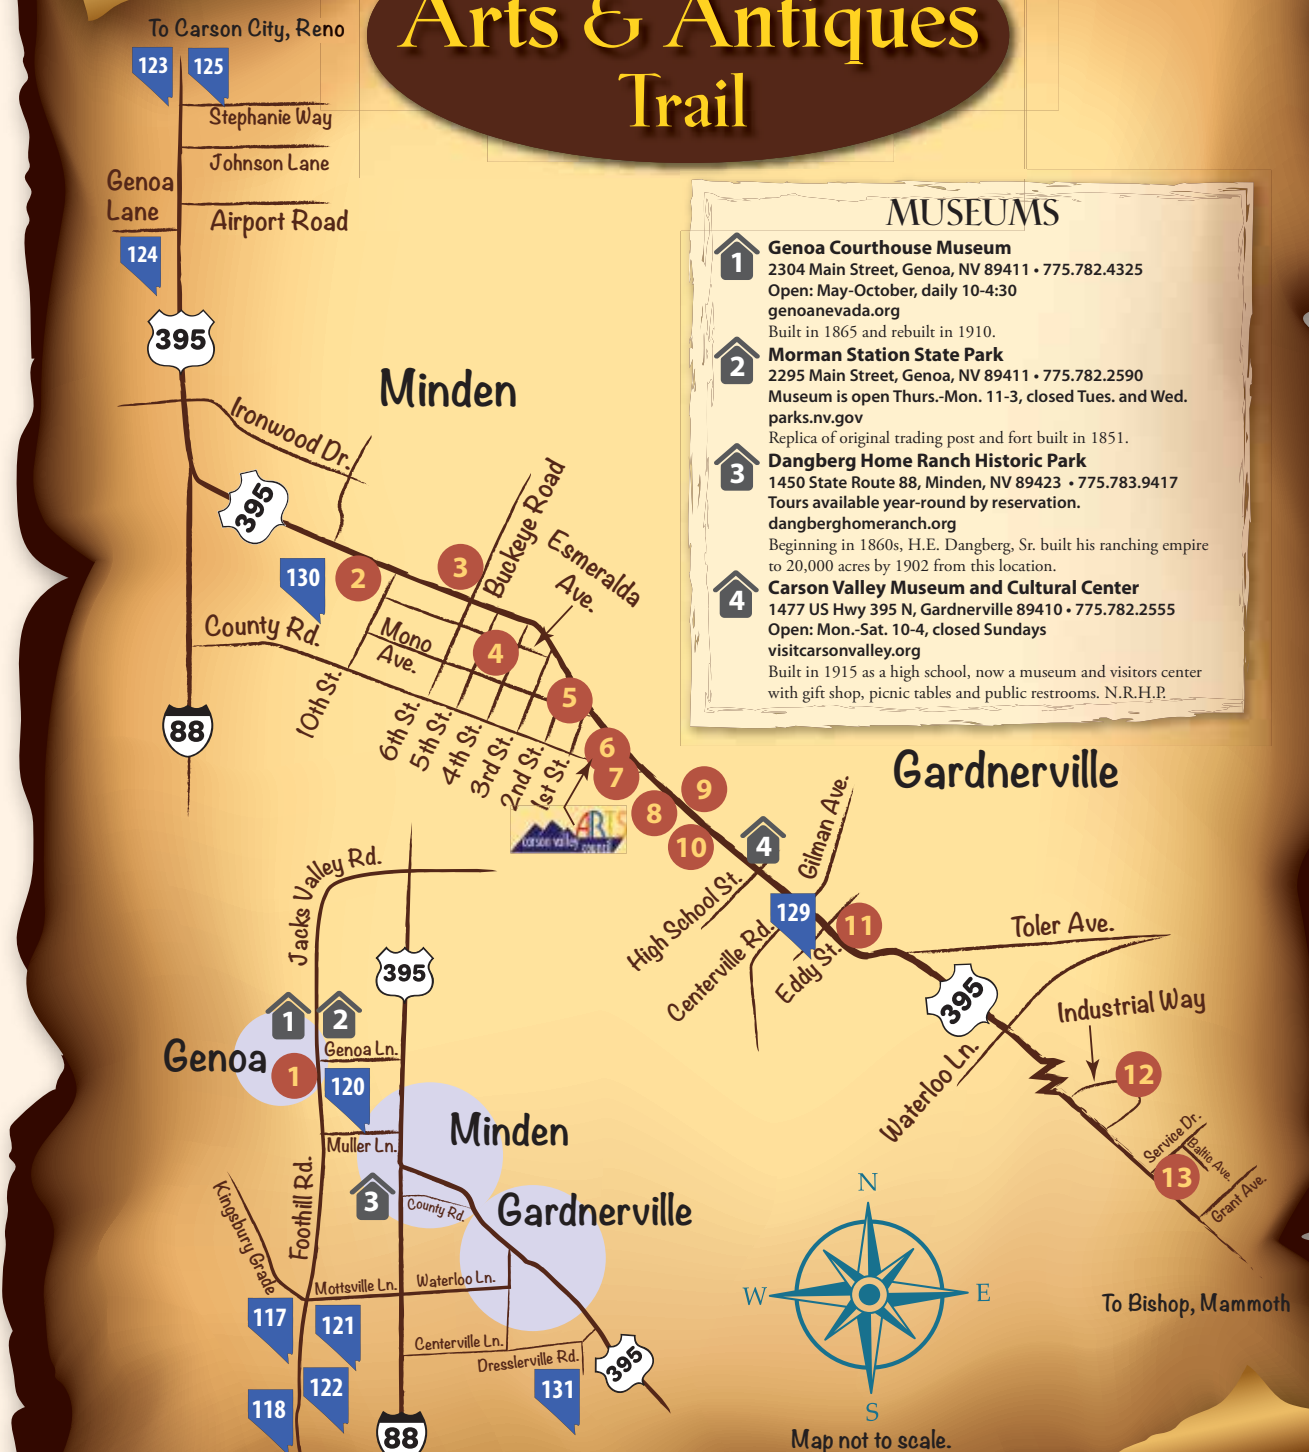 To Carson City, Reno
Arts & Antiques
Trail
123
125
Stephanie Way
Johnson Lane
Genoa
Lane
Airport Road
124
395
Minden
Ironwood Dr.
395
Buckeye Road
Esmeralda
Ave.
130
2
3
County Rd.
Mono
Ave.
4
5
10th St.
6th St.
5th St.
4th St.
3rd St.
2nd St.
1st St.
88
6
7
8
9
10
carson valley
ARTS
council
MUSEUMS
1
Genoa Courthouse Museum
2304 Main Street, Genoa, NV 89411 • 775.782.4325
Open: May-October, daily 10-4:30
genoanevada.org
Built in 1865 and rebuilt in 1910.
2
Morman Station State Park
2295 Main Street, Genoa, NV 89411 • 775.782.2590
Museum is open Thurs.-Mon. 11-3, closed Tues. and Wed.
parks.nv.gov
Replica of original trading post and fort built in 1851.
3
Dangberg Home Ranch Historic Park
1450 State Route 88, Minden, NV 89423 • 775.783.9417
Tours available year-round by reservation.
dangberghomeranch.org
Beginning in 1860s, H.E. Dangberg, Sr. built his ranching empire
to 20,000 acres by 1902 from this location.
4
Carson Valley Museum and Cultural Center
1477 US Hwy 395 N, Gardnerville 89410 • 775.782.2555
Open: Mon.-Sat. 10-4, closed Sundays
visitcarsonvalley.org
Built in 1915 as a high school, now a museum and visitors center
with gift shop, picnic tables and public restrooms. N.R.H.P.
Gardnerville
4
Gilman Ave.
High School St.
129
Centerville Rd.
Eddy St.
11
Toler Ave.
395
Industrial Way
Waterloo Ln.
12
Service Dr.
Baltic Ave.
13
Grant Ave.
To Bishop, Mammoth
Jacks Valley Rd.
395
1
2
Genoa
1
Genoa Ln.
120
Minden
Muller Ln.
3
County Rd.
Gardnerville
Foothill Rd.
Kingsbury Grade
Mottsville Ln.
Waterloo Ln.
117
121
Centerville Ln.
Dresslerville Rd.
395
122
131
118
88
N
W
E
S
Map not to scale.